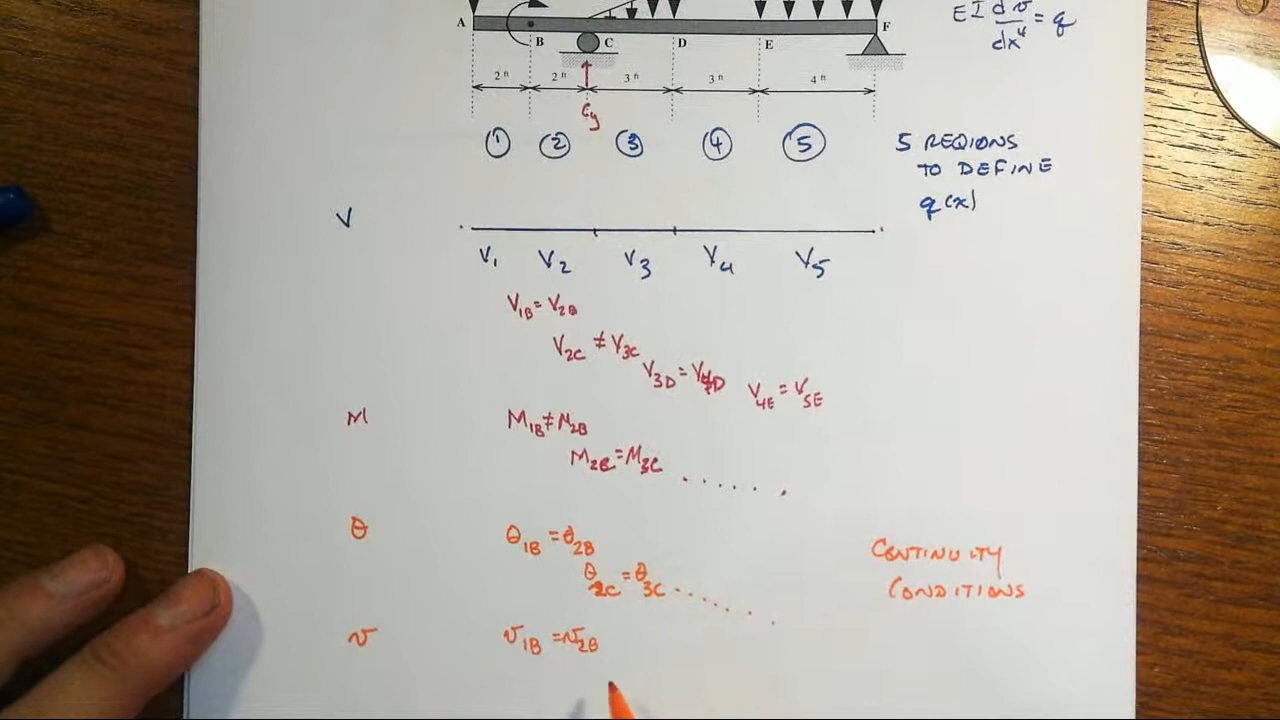 A B C D E F
EI d⁴v/dx⁴ = q
2 ft 2 ft 3 ft 3 ft 4 ft
Cy
① ② ③ ④ ⑤
5 REGIONS
TO DEFINE
q(x)
V
V₁ V₂ V₃ V₄ V₅
V1B = V2B
V2C ≠ V3C
V3D = V4D
V4E = V5E
M
M1B ≠ M2B
M2C = M3C . . . . . .
θ
θ1B = θ2B
θ2C = θ3C . . . . . .
CONTINUITY
CONDITIONS
v
v1B = v2B